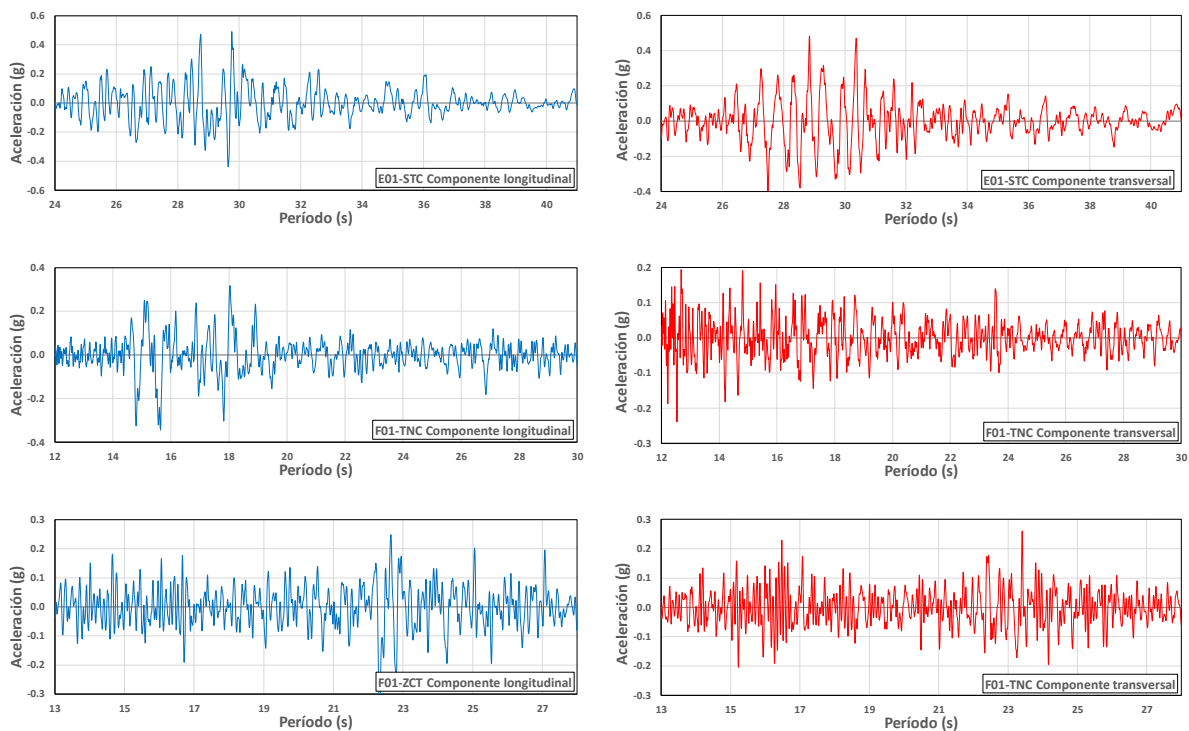 0.6
0.4
0.2
0.0
0.2
0.4
0.6
Aceleración (g)
E01-STC Componente longitudinal
24 26 28 30 32 34 36 38 40
Período (s)
0.6
0.4
0.2
0.0
-0.2
-0.4
Aceleración (g)
E01-STC Componente transversal
24 26 28 30 32 34 36 38 40
Período (s)
0.4
0.2
0.0
-0.2
-0.4
Aceleración (g)
F01-TNC Componente longitudinal
12 14 16 18 20 22 24 26 28 30
Período (s)
0.2
0.1
0.0
-0.1
-0.2
-0.3
Aceleración (g)
F01-TNC Componente transversal
12 14 16 18 20 22 24 26 28 30
Período (s)
0.3
0.2
0.1
0.0
-0.1
-0.2
-0.3
Aceleración (g)
F01-ZCT Componente longitudinal
13 15 17 19 21 23 25 27
Período (s)
0.3
0.2
0.1
0.0
-0.1
-0.2
-0.3
Aceleración (g)
F01-TNC Componente transversal
13 15 17 19 21 23 25 27
Período (s)